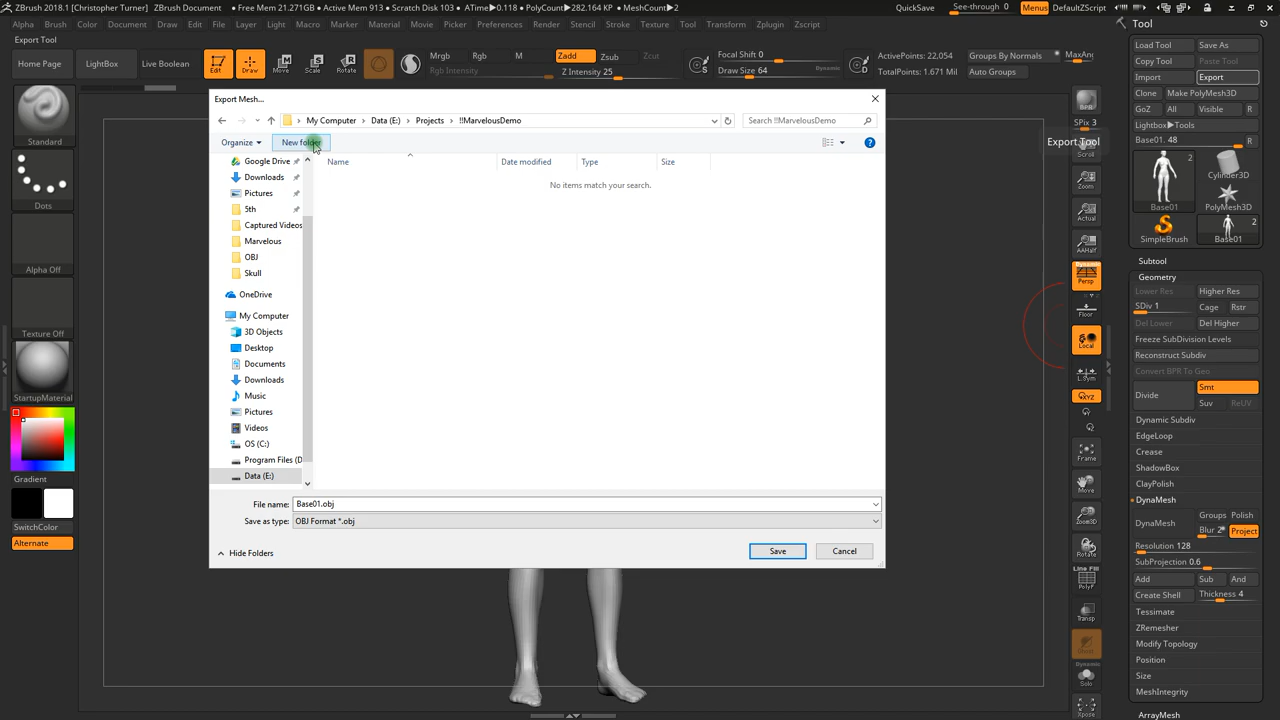 ZBrush 2018.1 [Christopher Turner] ZBrush Document • Free Mem 21.271GB • Active Mem 913 • Scratch Disk 103 • ATime▶0.118 • PolyCount▶282.164 KP • MeshCount▶2
QuickSave See-through 0 Menus DefaultZScript
Alpha Brush Color Document Draw Edit File Layer Light Macro Marker Material Movie Picker Preferences Render Stencil Stroke Texture Tool Transform Zplugin Zscript
Tool
Export Tool
Load Tool Save As
Copy Tool Paste Tool
Import Export
Clone Make PolyMesh3D
GoZ All Visible R
Lightbox▶Tools
Base01. 48 R
2
Base01
Cylinder3D
PolyMesh3D
SimpleBrush
2
Base01
Home Page LightBox Live Boolean
Edit Draw Move Scale Rotate
Mrgb Rgb M
Rgb Intensity
Zadd Zsub Zcut
Z Intensity 25
Focal Shift 0
Draw Size 64 Dynamic
ActivePoints: 22,054
TotalPoints: 1.671 Mil
Groups By Normals MaxAng
Auto Groups
Standard
Dots
Alpha Off
Texture Off
StartupMaterial
Gradient
SwitchColor
Alternate
Export Mesh...
My Computer > Data (E:) > Projects > !!MarvelousDemo
Search !!MarvelousDemo
Organize New folder
Name Date modified Type Size
No items match your search.
Google Drive
Downloads
Pictures
5th
Captured Videos
Marvelous
OBJ
Skull
OneDrive
My Computer
3D Objects
Desktop
Documents
Downloads
Music
Pictures
Videos
OS (C:)
Program Files (D
Data (E:)
File name: Base01.obj
Save as type: OBJ Format *.obj
Hide Folders
Save Cancel
BPR
SPix 3
Export Tool
Scroll
Zoom
Actual
AAHalf
Dynamic
Persp
Floor
Local
L.Sym
XYZ
Frame
Move
Zoom3D
Rotate
Line Fill
PolyF
Transp
Dynamic
Solo
Xpose
Subtool
Geometry
Lower Res Higher Res
SDiv 1 Cage Rstr
Del Lower Del Higher
Freeze SubDivision Levels
Reconstruct Subdiv
Convert BPR To Geo
Divide
Smt
Suv ReUV
Dynamic Subdiv
EdgeLoop
Crease
ShadowBox
ClayPolish
DynaMesh
DynaMesh
Groups Polish
Blur 2 Project
Resolution 128
SubProjection 0.6
Add Sub And
Create Shell Thickness 4
Tessimate
ZRemesher
Modify Topology
Position
Size
MeshIntegrity
ArrayMesh